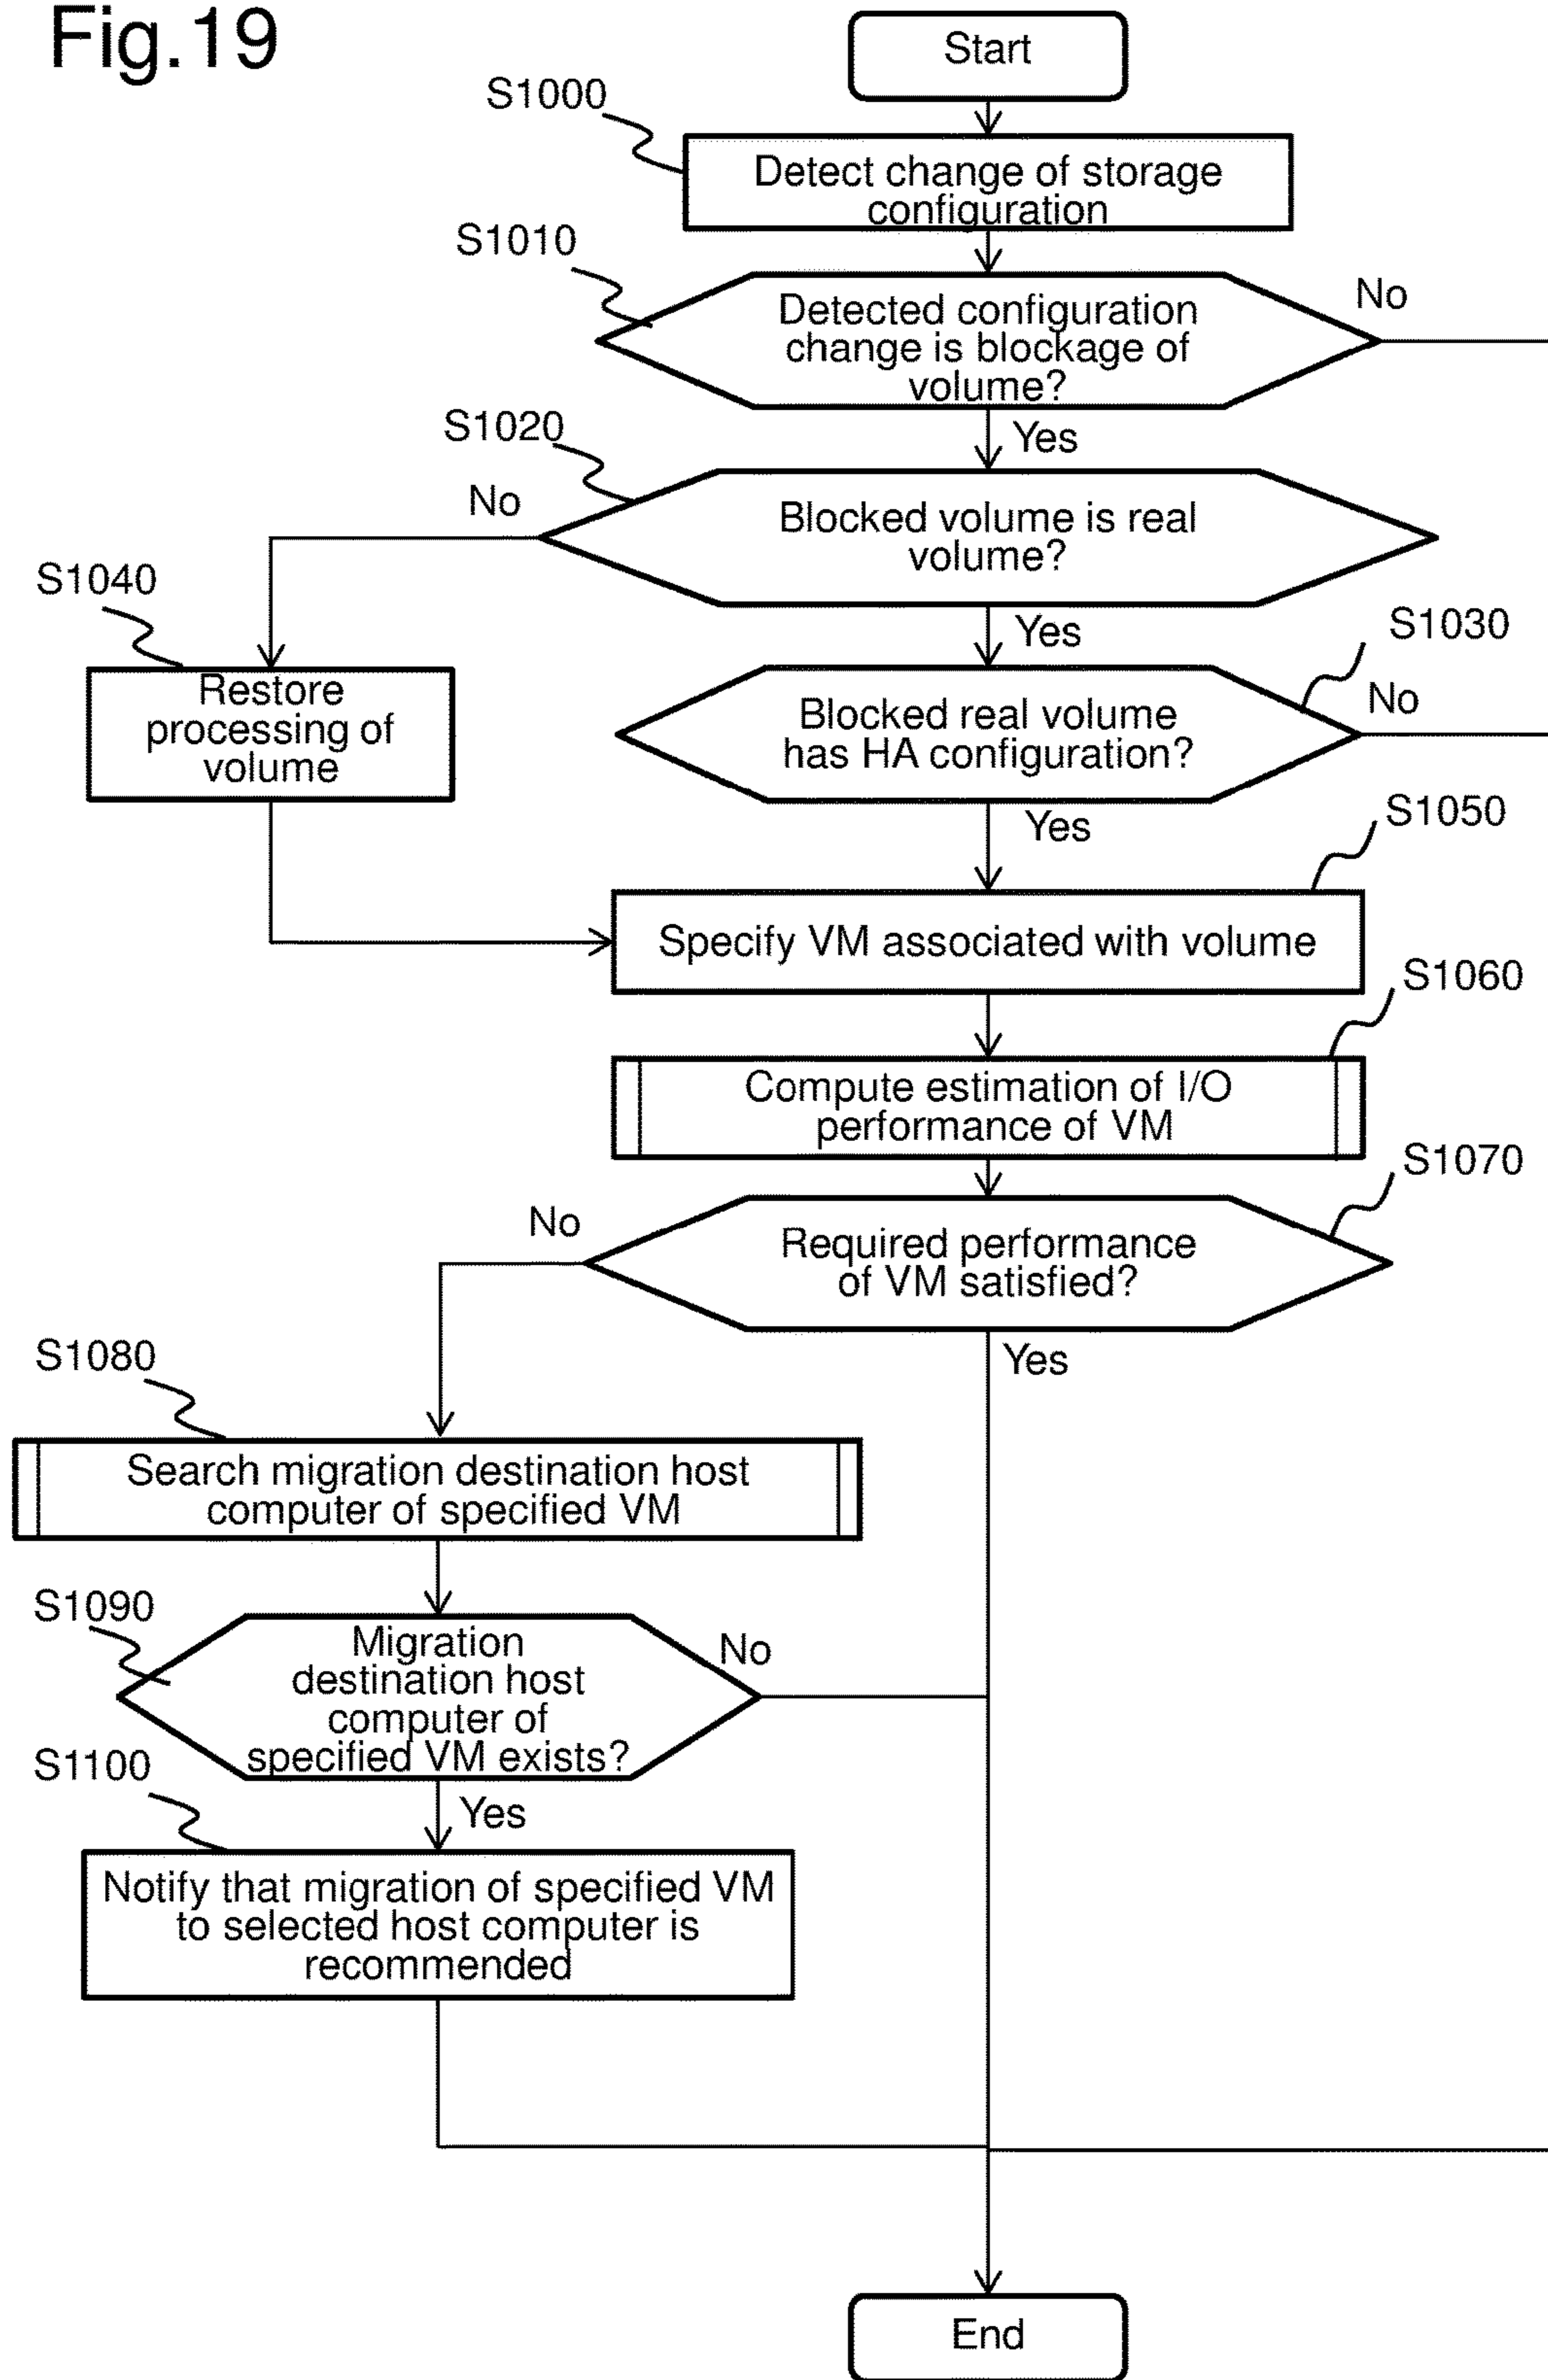 Fig.19
Start
S1000
Detect change of storage
configuration
S1010
Detected configuration
change is blockage of
volume?
No
Yes
S1020
No
Blocked volume is real
volume?
S1040
Yes
S1030
Restore
processing of
volume
Blocked real volume
has HA configuration?
No
Yes
S1050
Specify VM associated with volume
S1060
Compute estimation of I/O
performance of VM
S1070
No
Required performance
of VM satisfied?
Yes
S1080
Search migration destination host
computer of specified VM
S1090
Migration
destination host
computer of
specified VM exists?
No
S1100
Yes
Notify that migration of specified VM
to selected host computer is
recommended
End